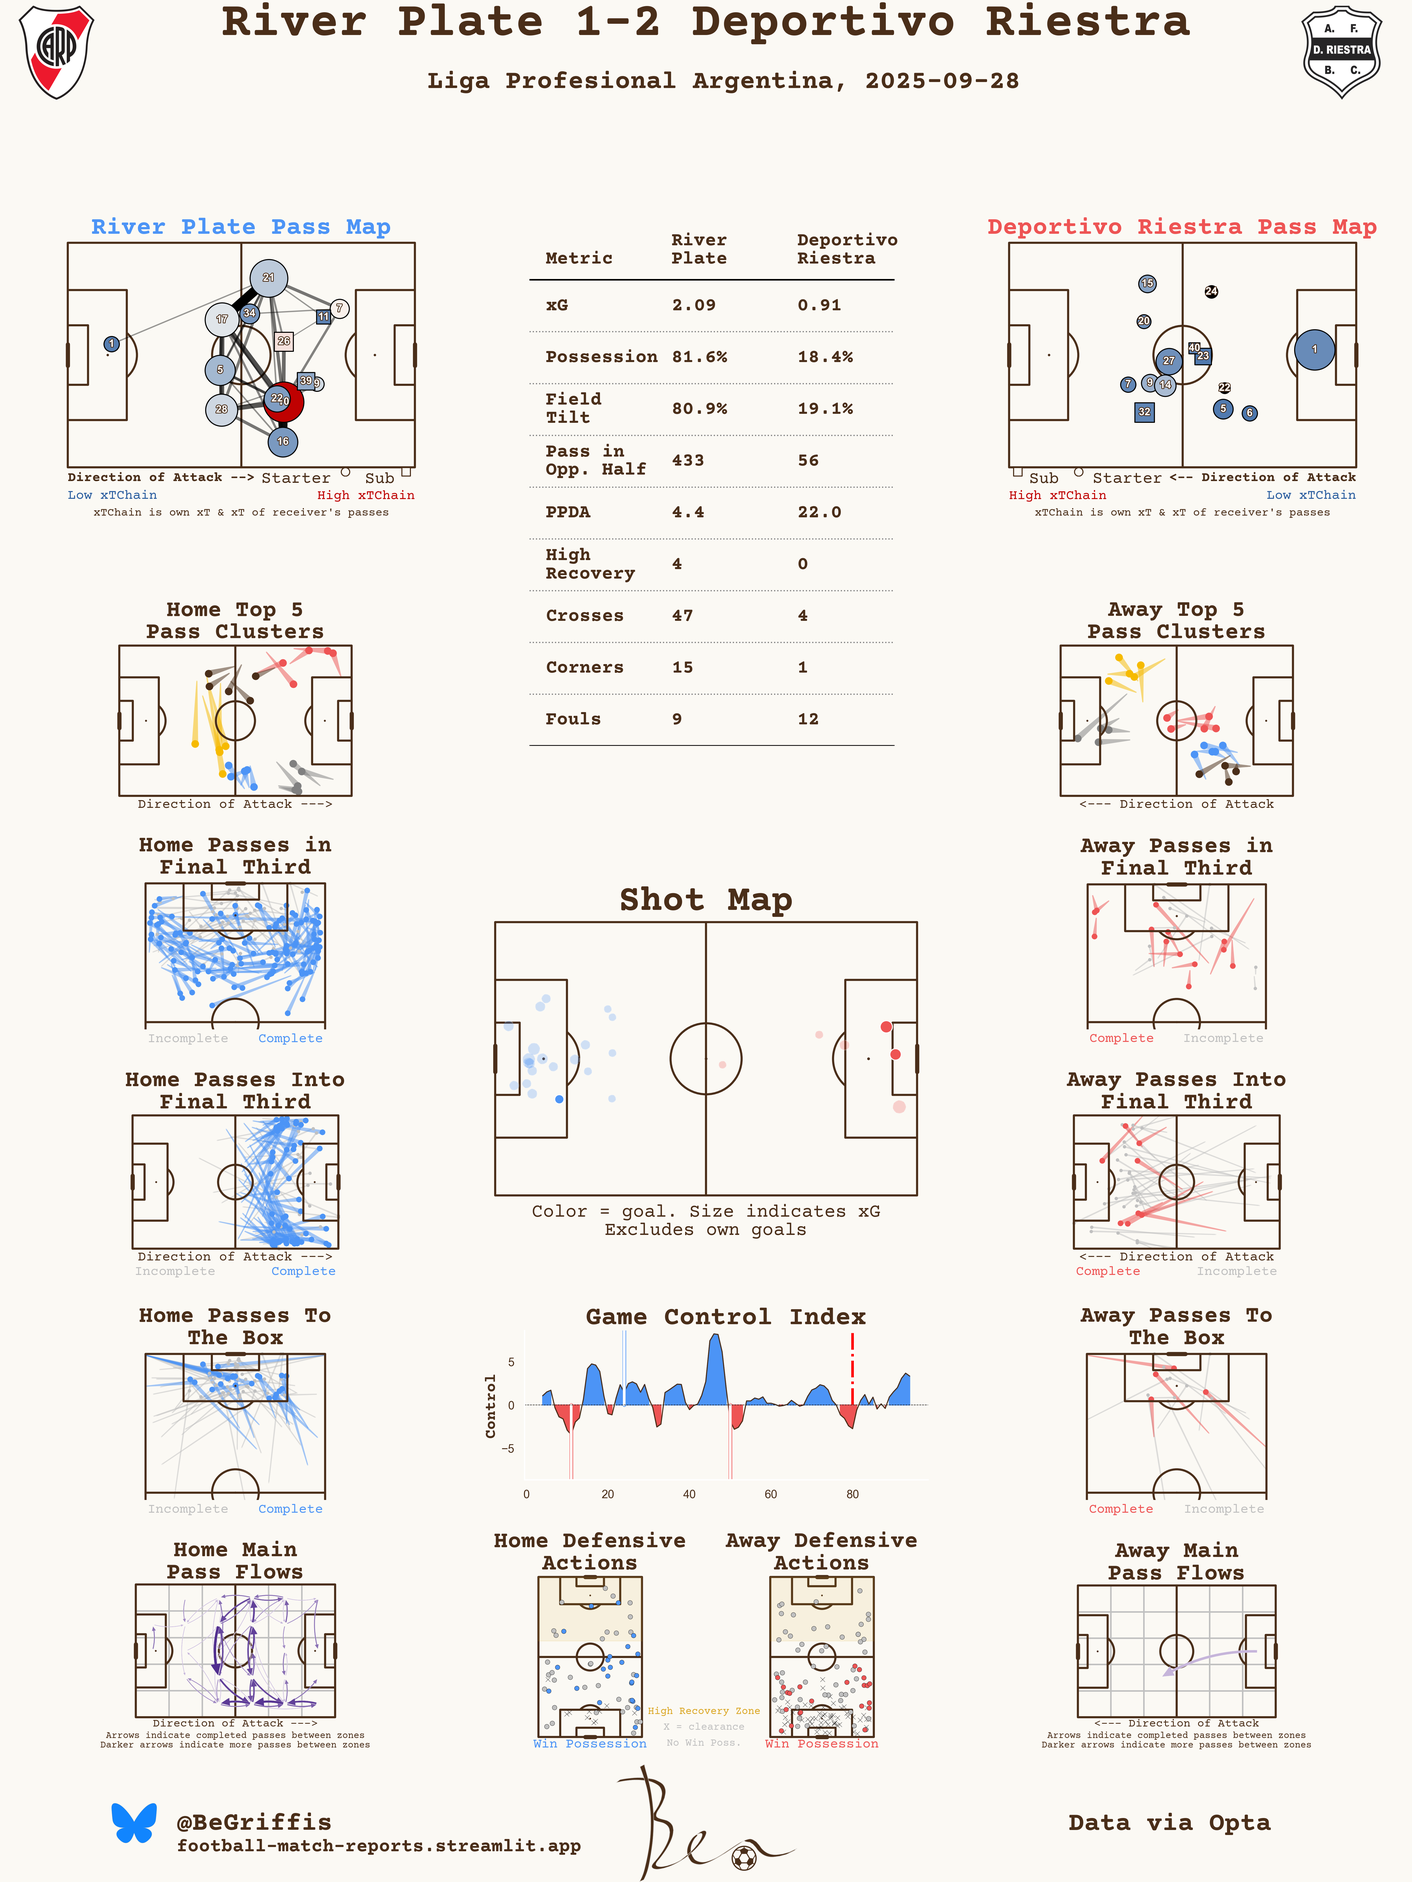 River Plate 1-2 Deportivo Riestra
Liga Profesional Argentina, 2025-09-28
CARP
A. F.
D. RIESTRA
B. C.
River Plate Pass Map
21
17
34
7
11
1
26
5
39
9
22
0
28
16
Direction of Attack --> Starter Sub
Low xTChain High xTChain
xTChain is own xT & xT of receiver's passes
Metric River Plate Deportivo Riestra
xG 2.09 0.91
Possession 81.6% 18.4%
Field Tilt 80.9% 19.1%
Pass in Opp. Half 433 56
PPDA 4.4 22.0
High Recovery 4 0
Crosses 47 4
Corners 15 1
Fouls 9 12
Deportivo Riestra Pass Map
15
24
20
40
23
1
27
7
9
14
22
32
5
6
Sub Starter <-- Direction of Attack
High xTChain Low xTChain
xTChain is own xT & xT of receiver's passes
Home Top 5
Pass Clusters
Direction of Attack --->
Away Top 5
Pass Clusters
<--- Direction of Attack
Home Passes in
Final Third
Incomplete Complete
Away Passes in
Final Third
Complete Incomplete
Shot Map
Color = goal. Size indicates xG
Excludes own goals
Home Passes Into
Final Third
Direction of Attack --->
Incomplete Complete
Away Passes Into
Final Third
<--- Direction of Attack
Complete Incomplete
Home Passes To
The Box
Incomplete Complete
Game Control Index
Control
5
0
−5
0 20 40 60 80
Away Passes To
The Box
Complete Incomplete
Home Main
Pass Flows
Direction of Attack --->
Arrows indicate completed passes between zones
Darker arrows indicate more passes between zones
Home Defensive
Actions
Win Possession
High Recovery Zone
X = clearance
No Win Poss.
Away Defensive
Actions
Win Possession
Away Main
Pass Flows
<--- Direction of Attack
Arrows indicate completed passes between zones
Darker arrows indicate more passes between zones
@BeGriffis
football-match-reports.streamlit.app
Ben
Data via Opta